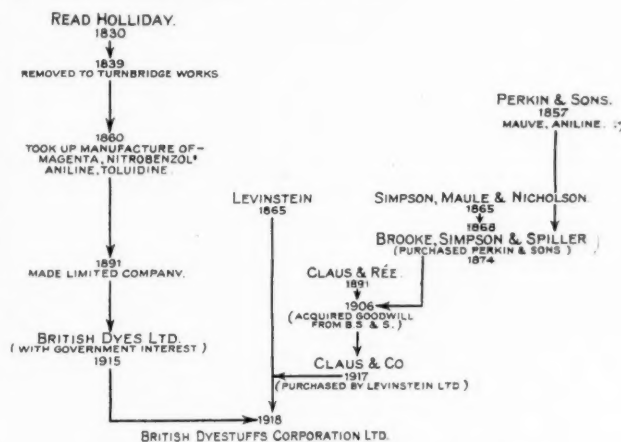 READ HOLLIDAY.
1830
1839
REMOVED TO TURNBRIDGE WORKS
1860
TOOK UP MANUFACTURE OF-
MAGENTA, NITROBENZOL
ANILINE, TOLUIDINE.
1891
MADE LIMITED COMPANY.
BRITISH DYES LTD.
(WITH GOVERNMENT INTEREST)
1915
LEVINSTEIN
1865
PERKIN & SONS.
1857
MAUVE, ANILINE.
SIMPSON, MAULE & NICHOLSON.
1865
1868
BROOKE, SIMPSON & SPILLER
(PURCHASED PERKIN & SONS)
1874
CLAUS & RÉE.
1891
1906
(ACQUIRED GOODWILL
FROM B.S & S.)
CLAUS & CO
1917
(PURCHASED BY LEVINSTEIN LTD)
1918
BRITISH DYESTUFFS CORPORATION LTD.